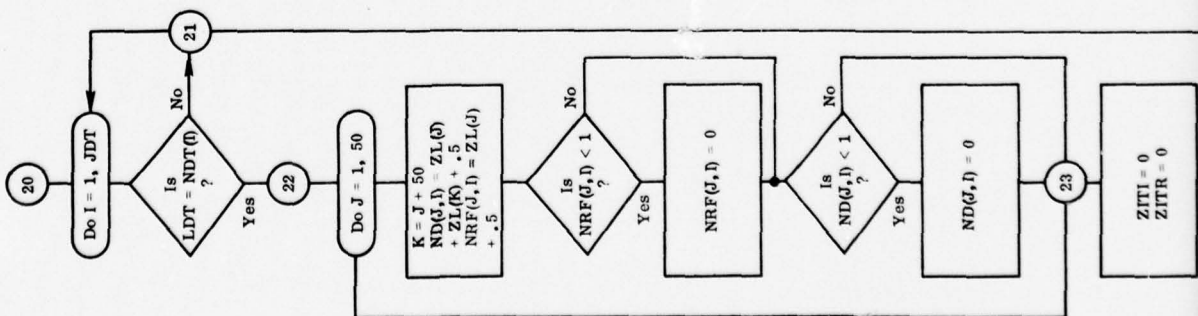 20
Do I = 1, JDT
21
Is
LDT = NDT(I)
?
No
Yes
22
Do J = 1, 50
K = J + 50
ND(J,I) = ZL(J)
+ ZL(K) + .5
NRF(J,I) = ZL(J)
+ .5
Is
NRF(J,I) < 1
?
No
Yes
NRF(J,I) = 0
Is
ND(J,I) < 1
?
No
Yes
ND(J,I) = 0
23
ZITI = 0
ZITR = 0